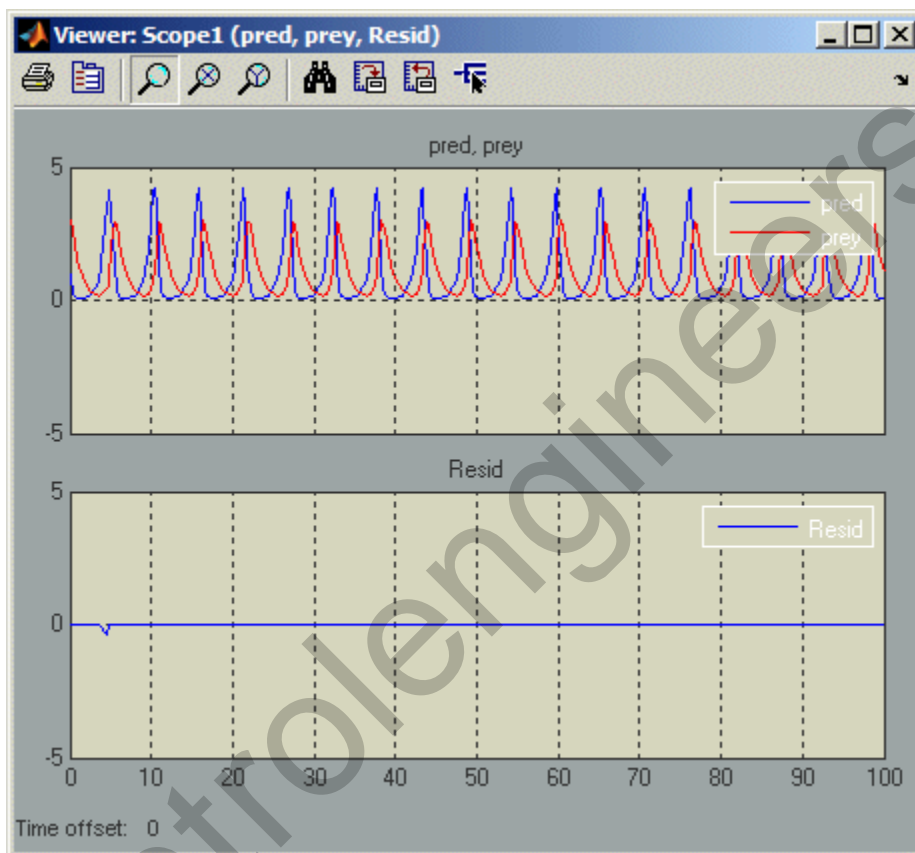 Viewer: Scope1 (pred, prey, Resid)
pred, prey
5
0
-5
pred
prey
Resid
5
0
-5
Resid
0 10 20 30 40 50 60 70 80 90 100
Time offset: 0
trolengineers